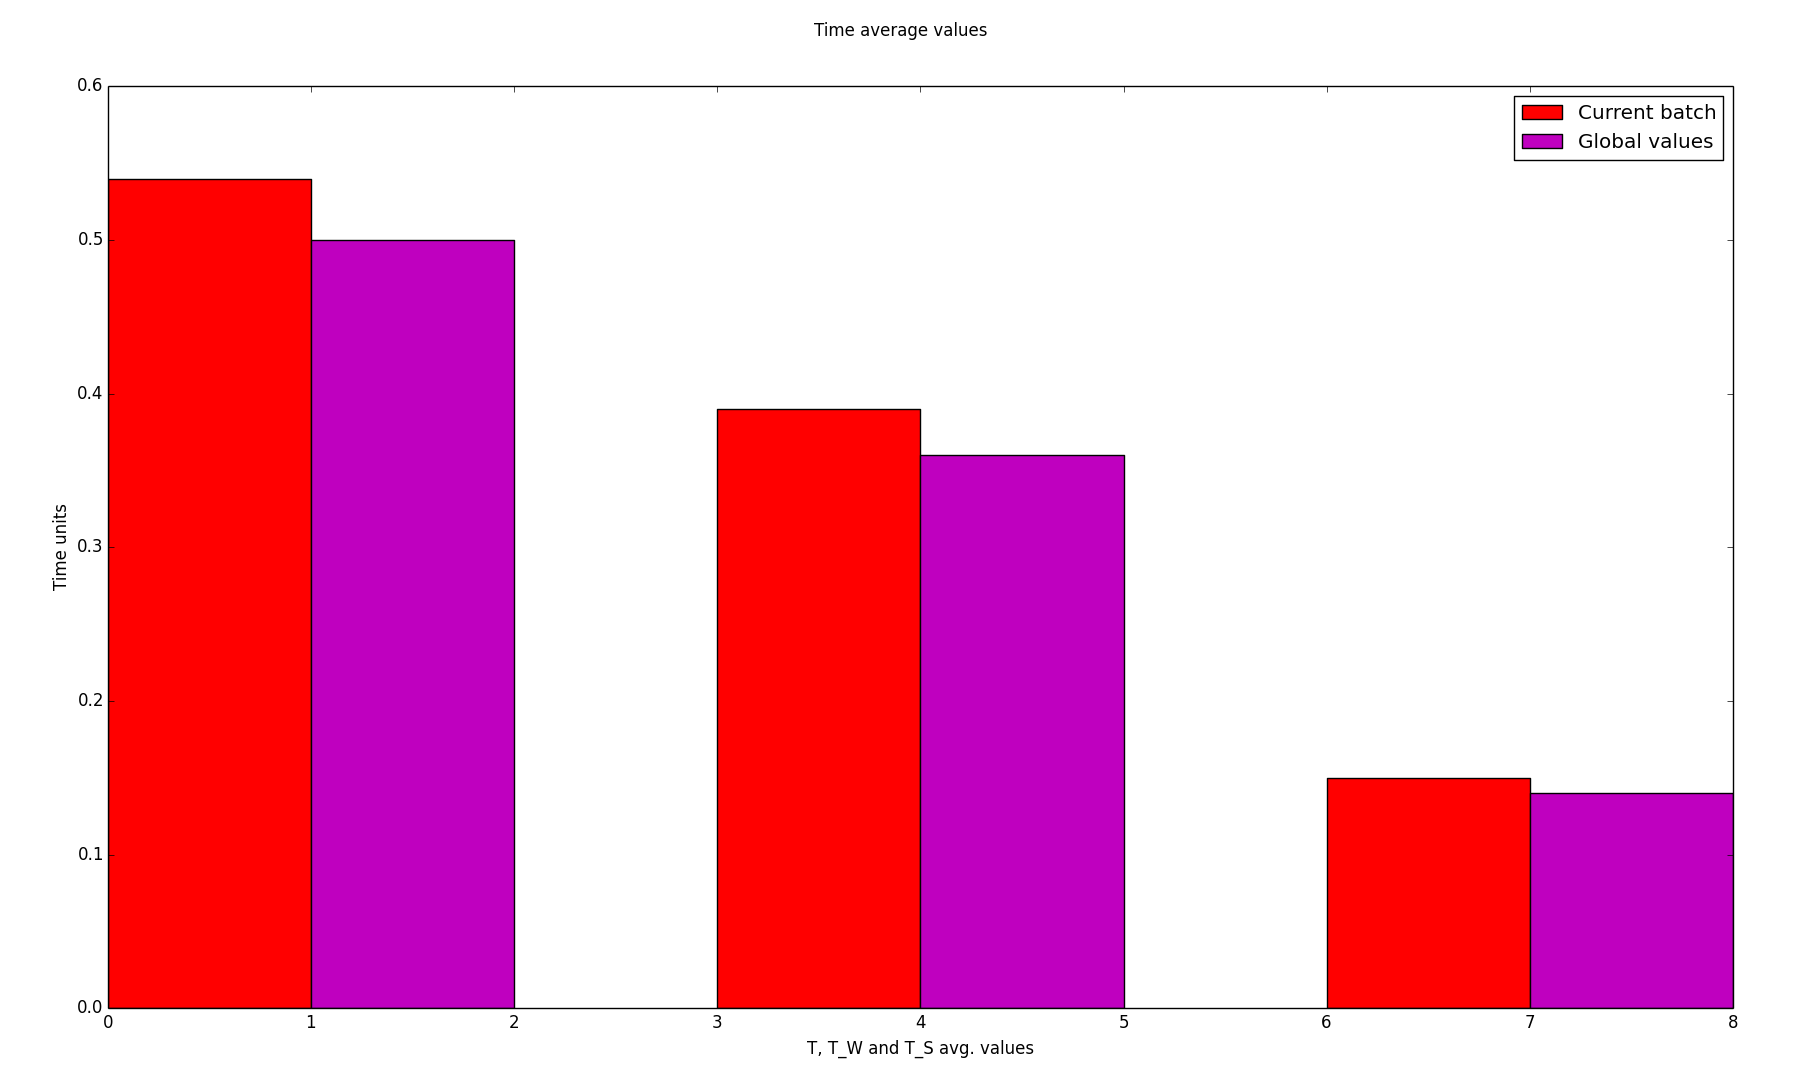 Time average values
Current batch
Global values
Time units
0.6
0.5
0.4
0.3
0.2
0.1
0.0
0 1 2 3 4 5 6 7 8
T, T_W and T_S avg. values